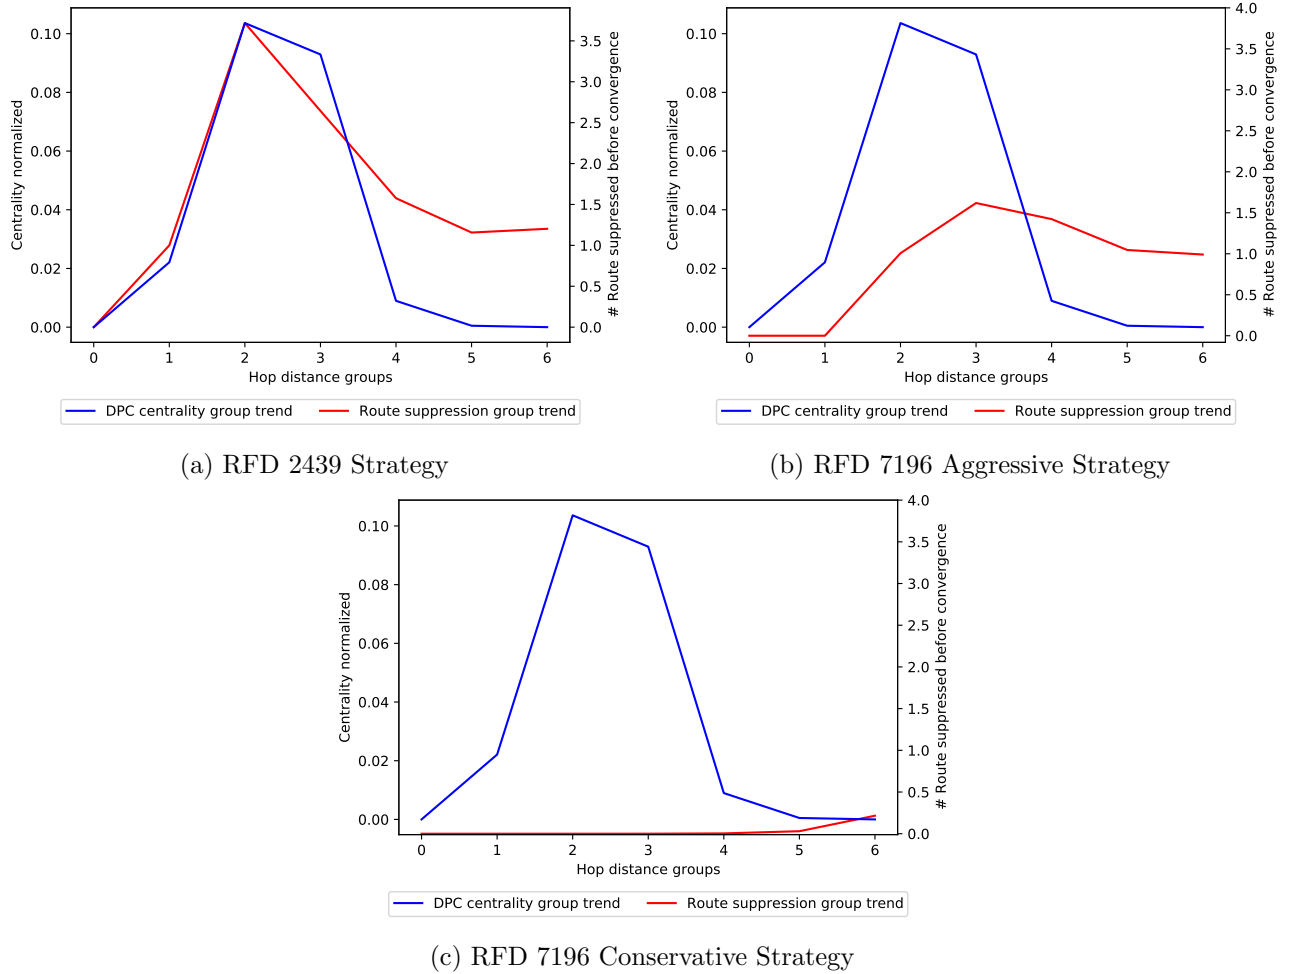 0.10
0.08
0.06
0.04
0.02
0.00
Centrality normalized
3.5
3.0
2.5
2.0
1.5
1.0
0.5
0.0
# Route suppressed before convergence
0 1 2 3 4 5 6
Hop distance groups
DPC centrality group trend Route suppression group trend
(a) RFD 2439 Strategy
0.10
0.08
0.06
0.04
0.02
0.00
Centrality normalized
4.0
3.5
3.0
2.5
2.0
1.5
1.0
0.5
0.0
# Route suppressed before convergence
0 1 2 3 4 5 6
Hop distance groups
DPC centrality group trend Route suppression group trend
(b) RFD 7196 Aggressive Strategy
0.10
0.08
0.06
0.04
0.02
0.00
Centrality normalized
4.0
3.5
3.0
2.5
2.0
1.5
1.0
0.5
0.0
# Route suppressed before convergence
0 1 2 3 4 5 6
Hop distance groups
DPC centrality group trend Route suppression group trend
(c) RFD 7196 Conservative Strategy